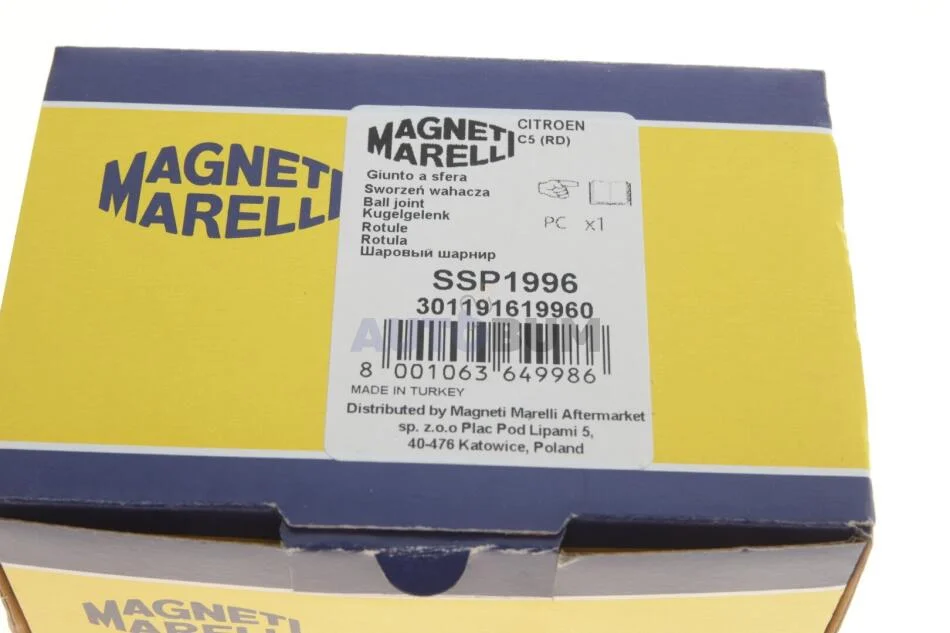 MAGNETI
MARELLI
MAGNETI
MARELLI
CITROEN
C5 (RD)
Giunto a sfera
Sworzeń wahacza
Ball joint
Kugelgelenk
Rotule
Rotula
Шаровый шарнир
PC x1
SSP1996
301191619960
AUTOBUM
8 001063 649986
MADE IN TURKEY
Distributed by Magneti Marelli Aftermarket
sp. z.o.o Plac Pod Lipami 5,
40-476 Katowice, Poland
MAGNETI
MARELLI